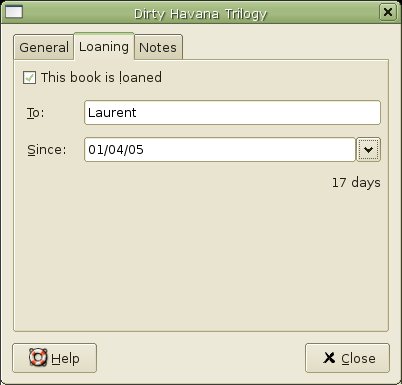 Dirty Havana Trilogy
General Loaning Notes
This book is loaned
To: Laurent
Since: 01/04/05
17 days
Help Close